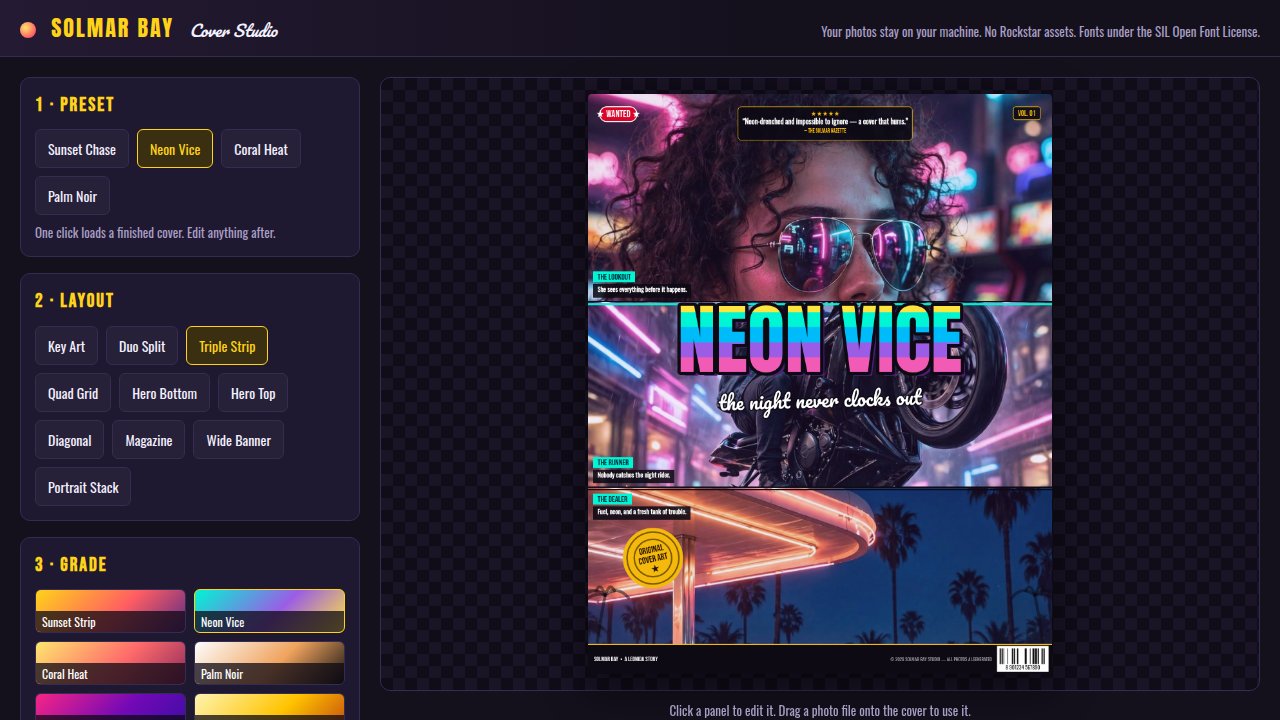 SOLMAR BAY Cover Studio
Your photos stay on your machine. No Rockstar assets. Fonts under the SIL Open Font License.
1 · PRESET
Sunset Chase
Neon Vice
Coral Heat
Palm Noir
One click loads a finished cover. Edit anything after.
2 · LAYOUT
Key Art
Duo Split
Triple Strip
Quad Grid
Hero Bottom
Hero Top
Diagonal
Magazine
Wide Banner
Portrait Stack
3 · GRADE
Sunset Strip
Neon Vice
Coral Heat
Palm Noir
WANTED
★★★★★
"Neon-drenched and impossible to ignore — a cover that hums."
— THE SOLMAR GAZETTE
VOL. 01
THE LOOKOUT
She sees everything before it happens.
NEON VICE
the night never clocks out
THE RUNNER
Nobody catches the night rider.
THE DEALER
Fuel, neon, and a fresh tank of trouble.
ORIGINAL
COVER ART
★
SOLMAR BAY • A LEONIDA STORY
Click a panel to edit it. Drag a photo file onto the cover to use it.